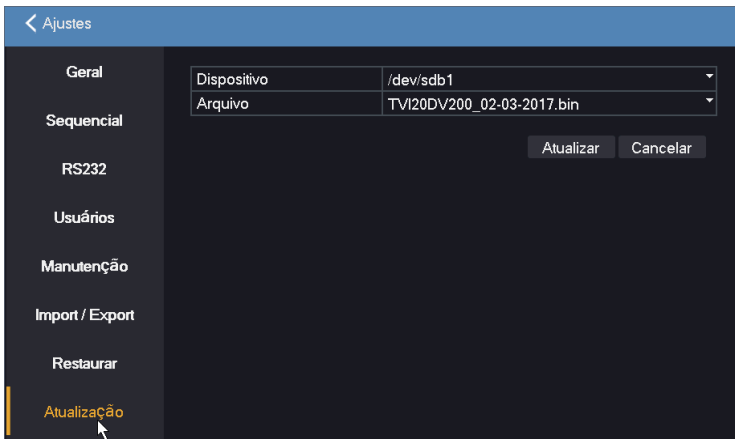 Ajustes
Geral
Sequencial
RS232
Usuários
Manutenção
Import / Export
Restaurar
Atualização
Dispositivo /dev/sdb1
Arquivo TVI20DV200_02-03-2017.bin
Atualizar Cancelar